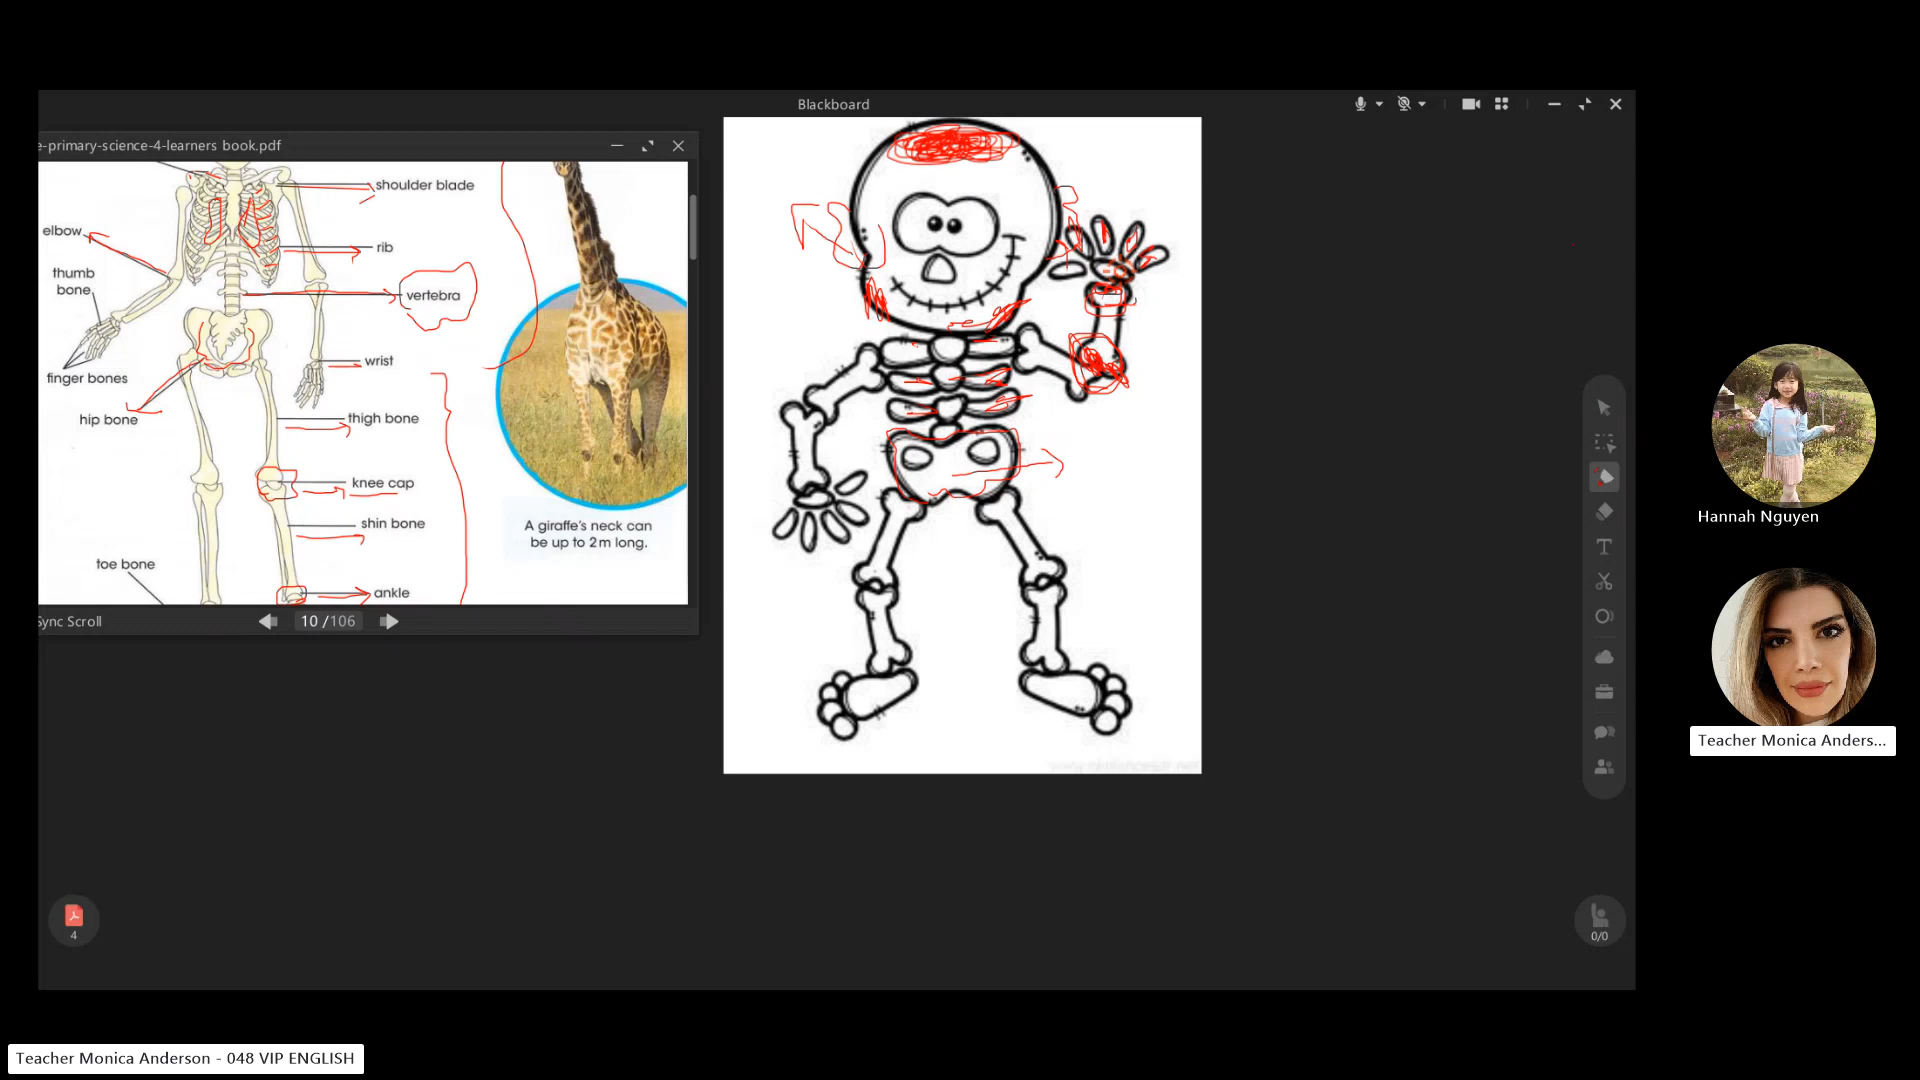 Blackboard
e-primary-science-4-learners book.pdf
shoulder blade
elbow
rib
thumb
bone
vertebra
wrist
finger bones
hip bone
thigh bone
knee cap
shin bone
toe bone
ankle
A giraffe's neck can
be up to 2m long.
Sync Scroll
10 /106
4
0/0
Hannah Nguyen
Teacher Monica Anders...
Teacher Monica Anderson - 048 VIP ENGLISH